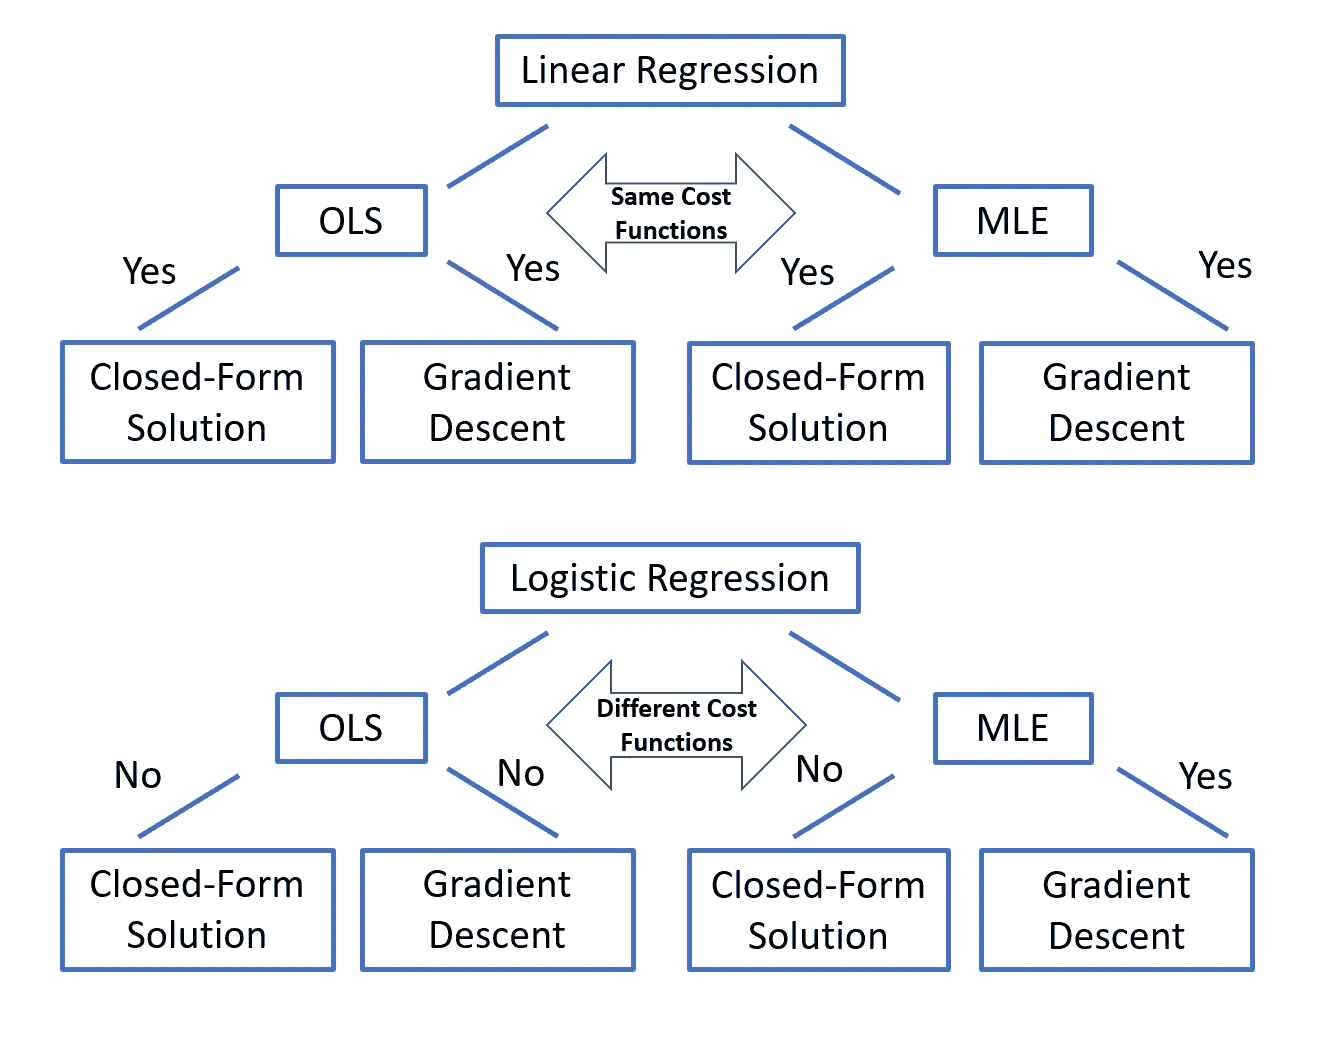 Linear Regression
Same Cost
Functions
OLS
MLE
Yes
Yes
Yes
Yes
Closed-Form
Solution
Gradient
Descent
Closed-Form
Solution
Gradient
Descent
Logistic Regression
Different Cost
Functions
OLS
MLE
No
No
No
Yes
Closed-Form
Solution
Gradient
Descent
Closed-Form
Solution
Gradient
Descent